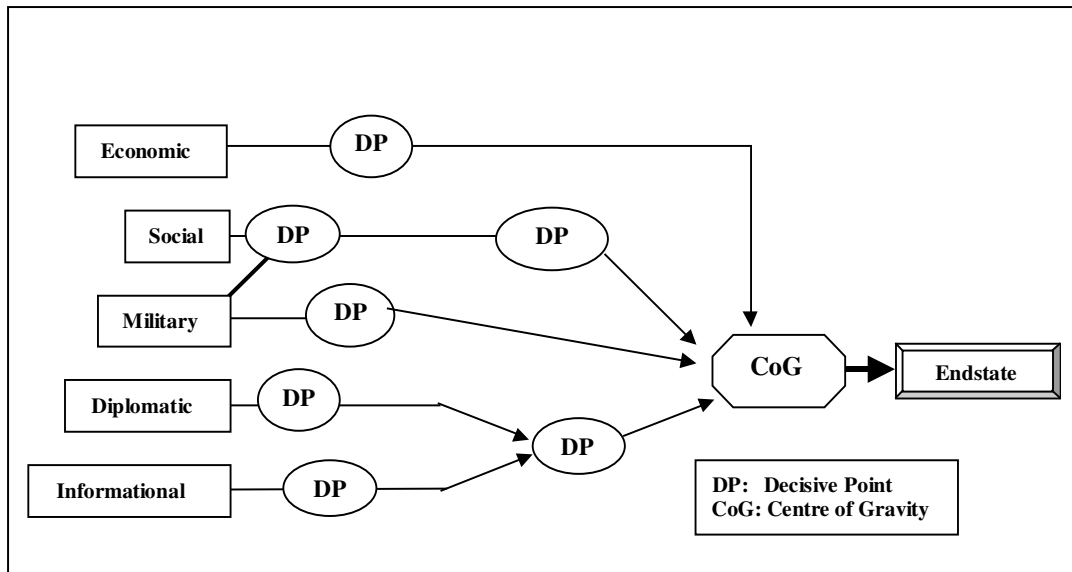 Economic
DP
Social
DP
DP
Military
DP
CoG
Endstate
Diplomatic
DP
DP
Informational
DP
DP: Decisive Point
CoG: Centre of Gravity